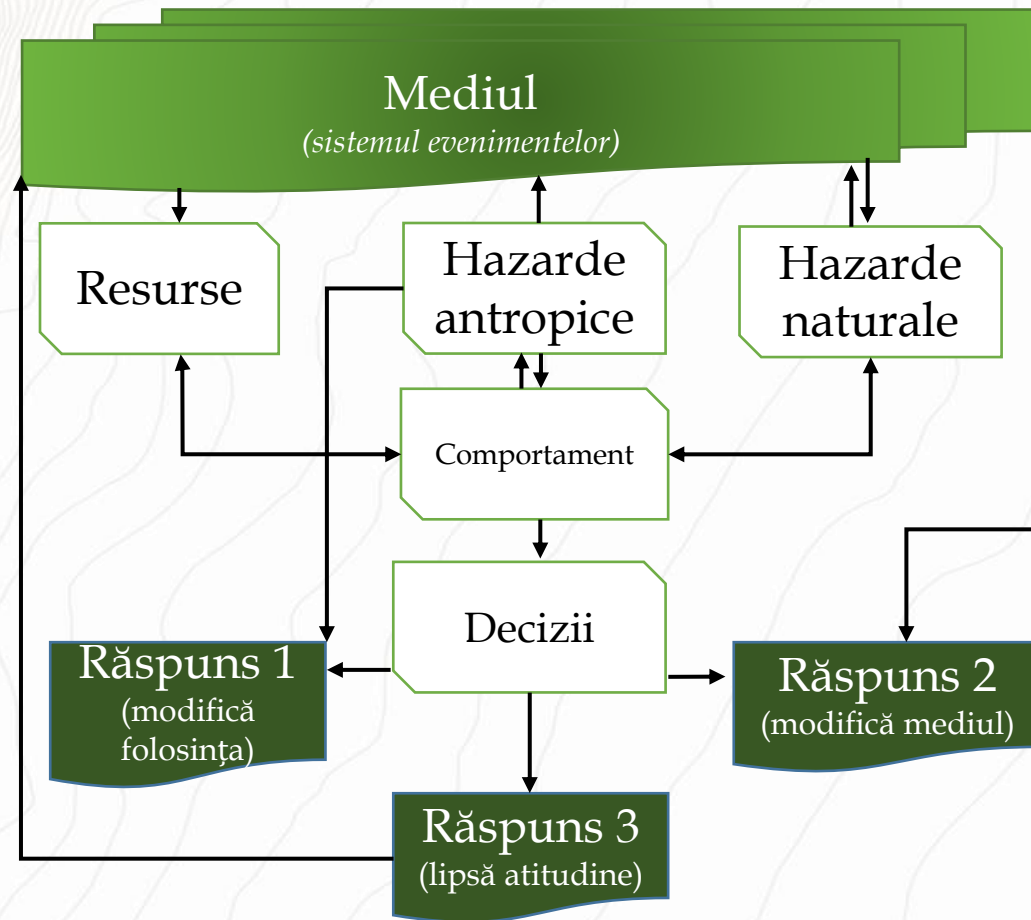 Mediul
(sistemul evenimentelor)
Resurse
Hazarde
antropice
Hazarde
naturale
Comportament
Decizii
Răspuns 1
(modifică
folosința)
Răspuns 2
(modifică mediul)
Răspuns 3
(lipsă atitudine)